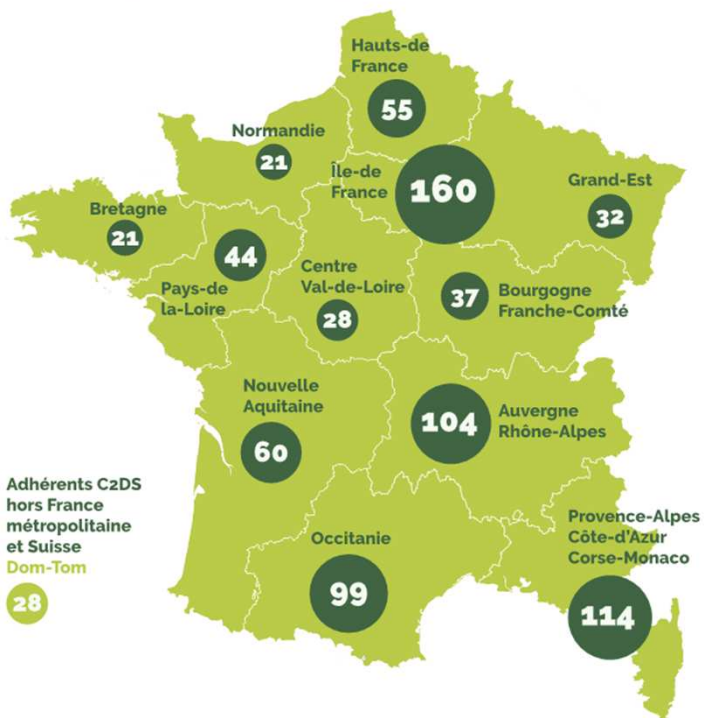 Hauts-de
France
55
Normandie
21
Île-de
France
160
Grand-Est
32
Bretagne
21
44
Pays-de
la-Loire
Centre
Val-de-Loire
28
37
Bourgogne
Franche-Comté
Nouvelle
Aquitaine
60
104
Auvergne
Rhône-Alpes
Adhérents C2DS
hors France
métropolitaine
et Suisse
Dom-Tom
28
Occitanie
99
Provence-Alpes
Côte-d'Azur
Corse-Monaco
114